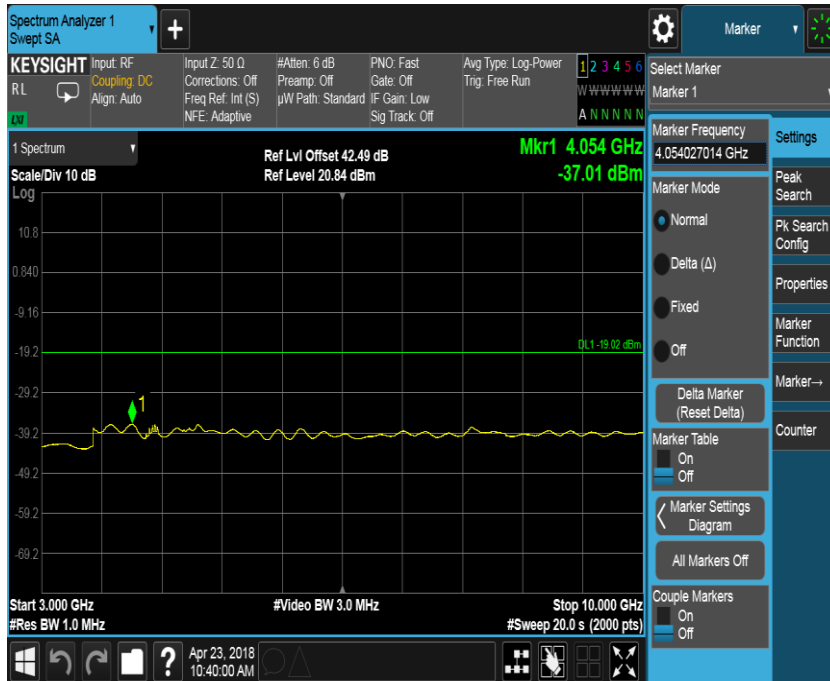 Spectrum Analyzer 1
Swept SA
+
Marker
KEYSIGHT
RL
LXI
Input: RF
Coupling: DC
Align: Auto
Input Z: 50 Ω
Corrections: Off
Freq Ref: Int (S)
NFE: Adaptive
#Atten: 6 dB
Preamp: Off
µW Path: Standard
PNO: Fast
Gate: Off
IF Gain: Low
Sig Track: Off
Avg Type: Log-Power
Trig: Free Run
1 2 3 4 5 6
W W W W W W
A N N N N N
Select Marker
Marker 1
1 Spectrum
Scale/Div 10 dB
Log
Ref Lvl Offset 42.49 dB
Ref Level 20.84 dBm
Mkr1 4.054 GHz
-37.01 dBm
10.8
0.840
-9.16
-19.2
-29.2
-39.2
-49.2
-59.2
-69.2
DL1 -19.02 dBm
1
Start 3.000 GHz
#Res BW 1.0 MHz
#Video BW 3.0 MHz
Stop 10.000 GHz
#Sweep 20.0 s (2000 pts)
Marker Frequency
4.054027014 GHz
Marker Mode
Normal
Delta (Δ)
Fixed
Off
Delta Marker
(Reset Delta)
Marker Table
On
Off
Marker Settings
Diagram
All Markers Off
Couple Markers
On
Off
Settings
Peak
Search
Pk Search
Config
Properties
Marker
Function
Marker→
Counter
?
Apr 23, 2018
10:40:00 AM